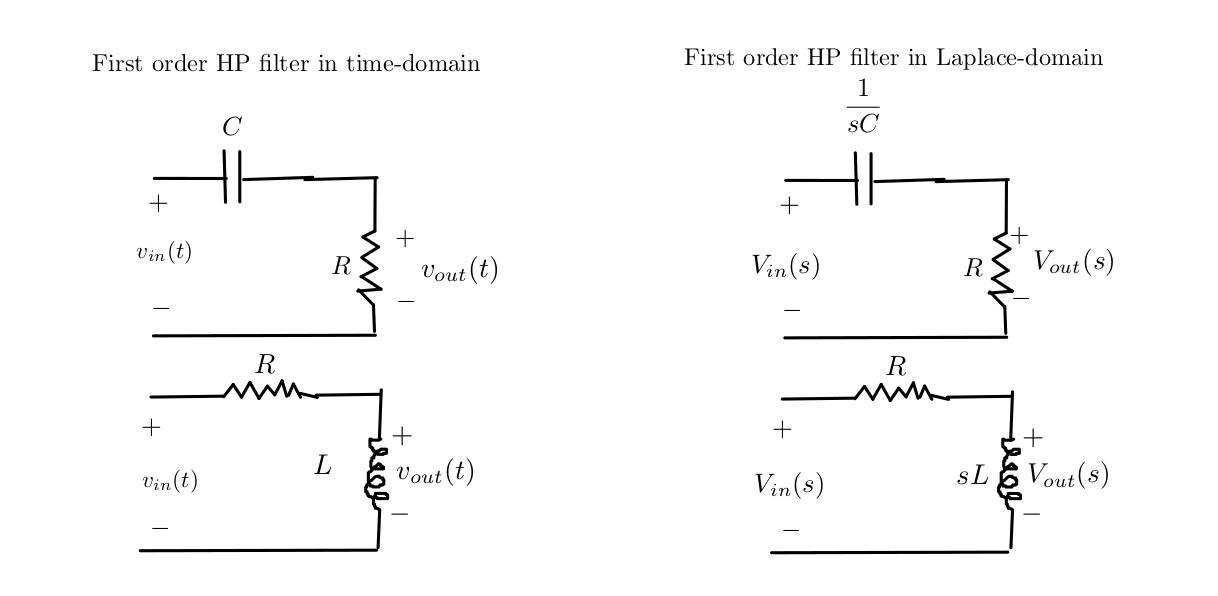 First order HP filter in time-domain
C
+
v_{in}(t)
−
R
+
v_{out}(t)
−
R
+
v_{in}(t)
−
L
+
v_{out}(t)
−
First order HP filter in Laplace-domain
\frac{1}{sC}
+
V_{in}(s)
−
R
+
V_{out}(s)
−
R
+
V_{in}(s)
−
sL
+
V_{out}(s)
−